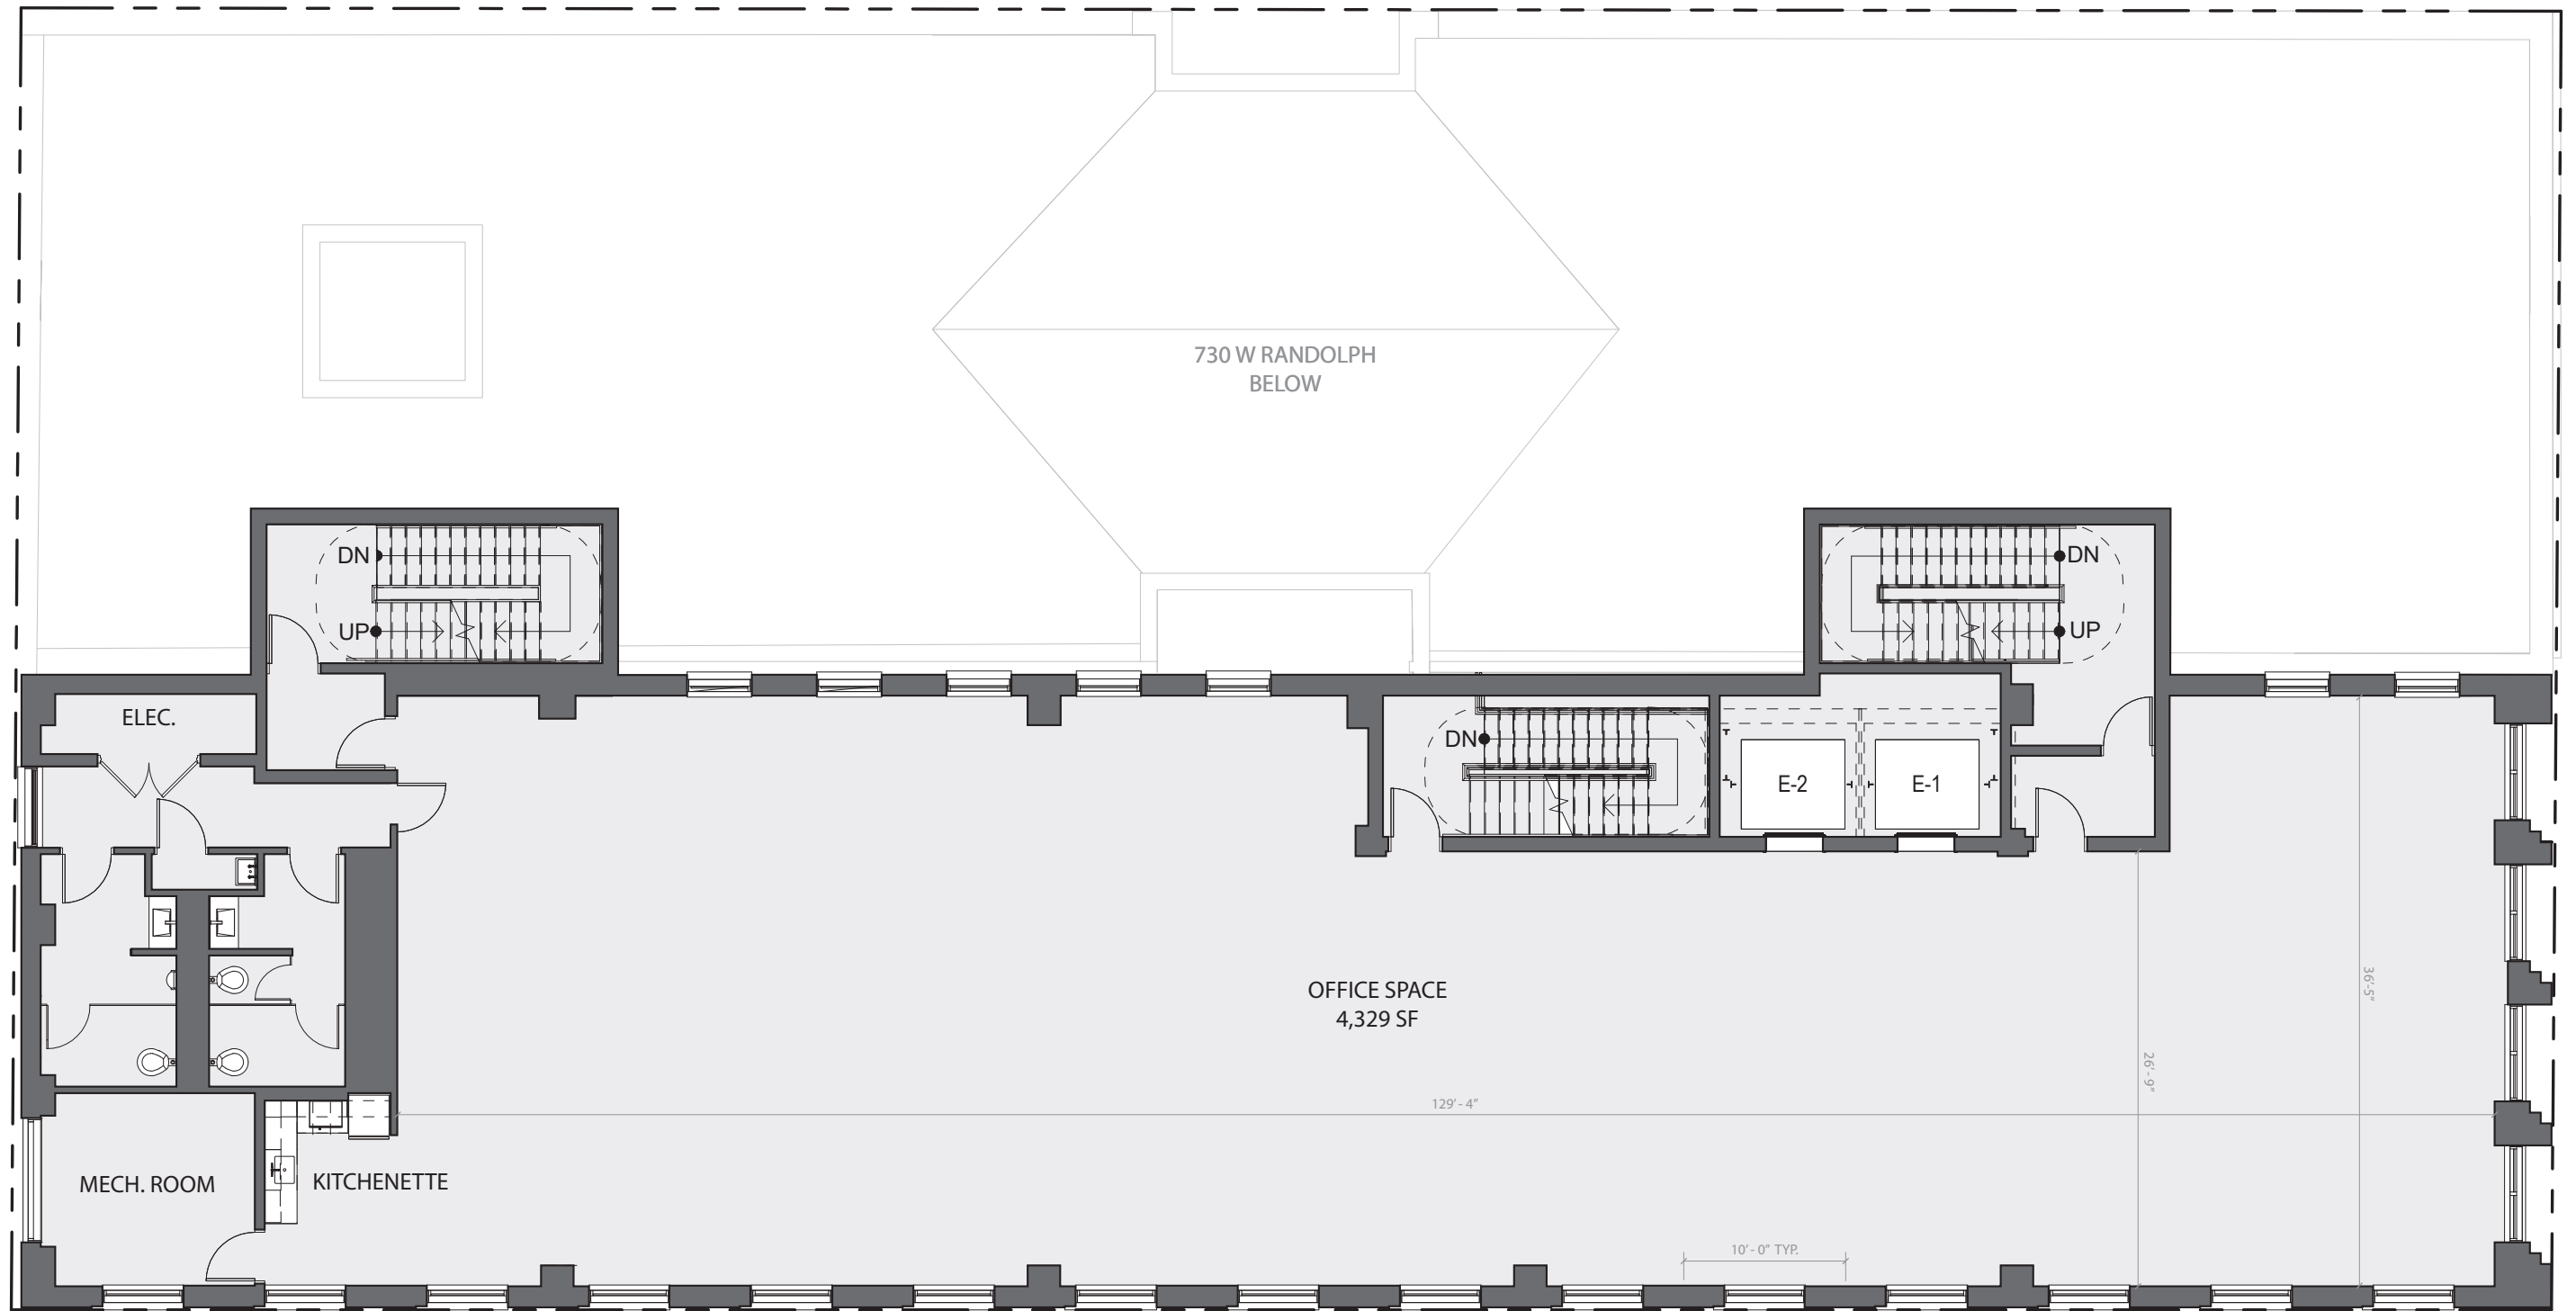 730 W RANDOLPH
BELOW
DN
UP
DN
UP
ELEC.
DN
E-2
E-1
OFFICE SPACE
4,329 SF
36'-5"
26' - 9"
129' - 4"
MECH. ROOM
KITCHENETTE
10' - 0" TYP.